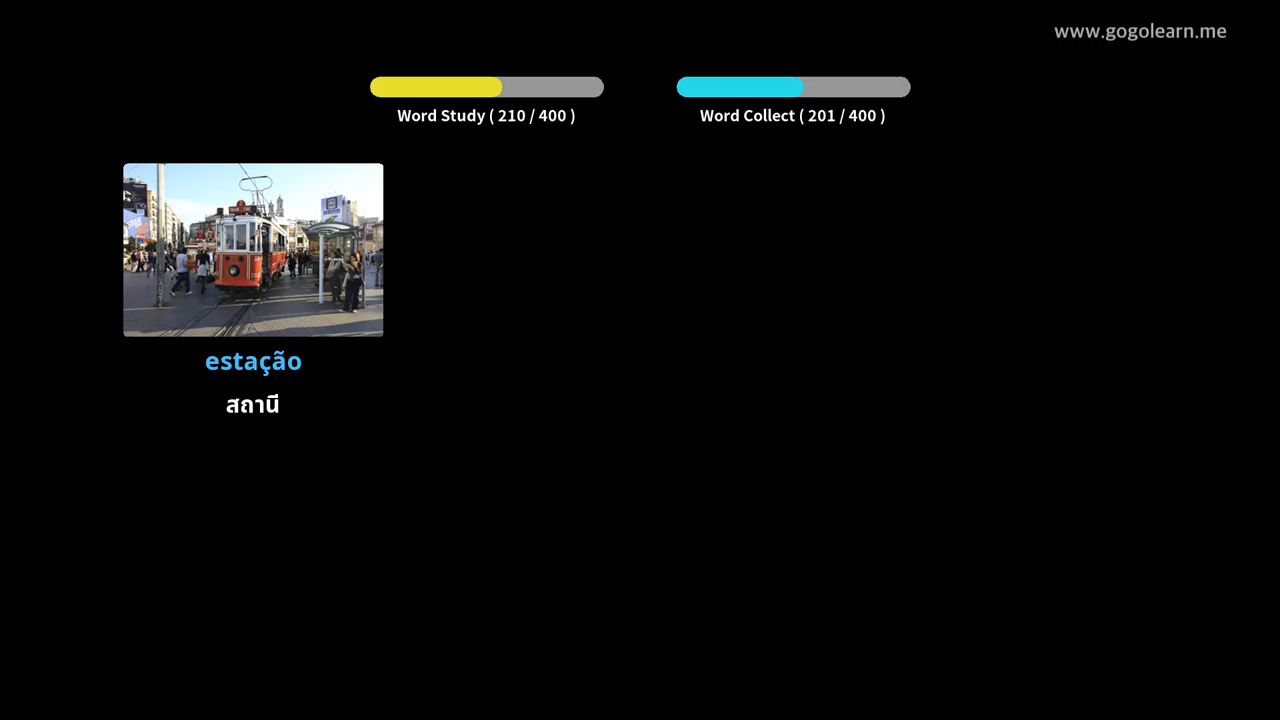 www.gogolearn.me
Word Study ( 210 / 400 )
Word Collect ( 201 / 400 )
estação
สถานี